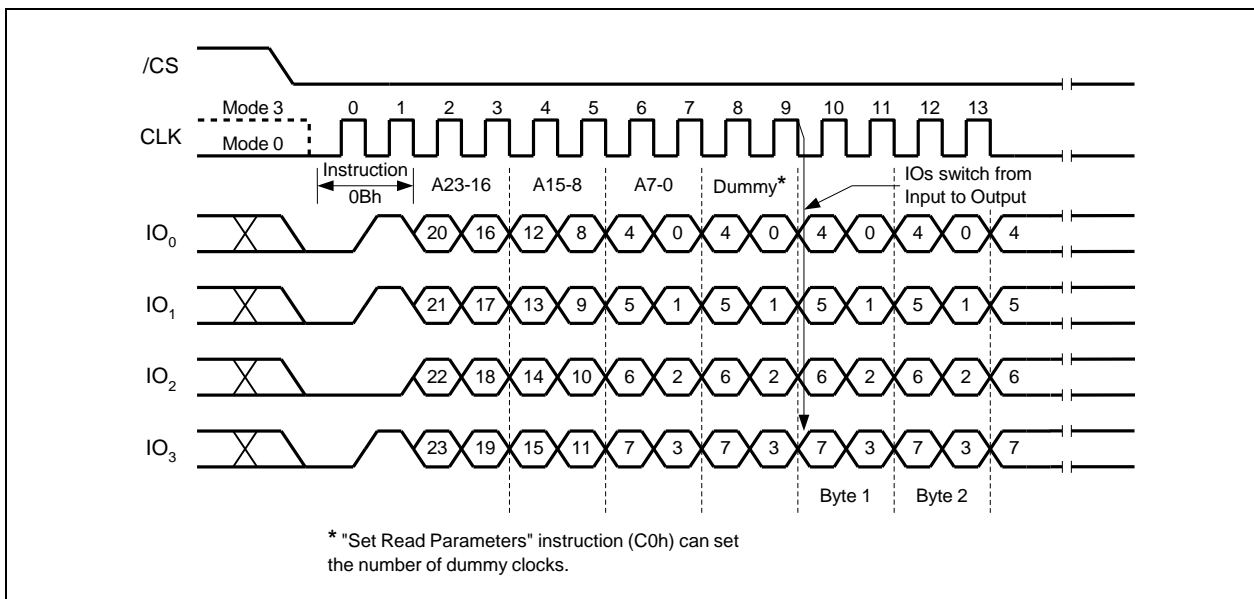 /CS
Mode 3 0 1 2 3 4 5 6 7 8 9 10 11 12 13
CLK Mode 0
Instruction
0Bh A23-16 A15-8 A7-0 Dummy*
IOs switch from
Input to Output
IO0 20 16 12 8 4 0 4 0 4 0 4 0 4
IO1 21 17 13 9 5 1 5 1 5 1 5 1 5
IO2 22 18 14 10 6 2 6 2 6 2 6 2 6
IO3 23 19 15 11 7 3 7 3 7 3 7 3 7
Byte 1 Byte 2
* "Set Read Parameters" instruction (C0h) can set
the number of dummy clocks.